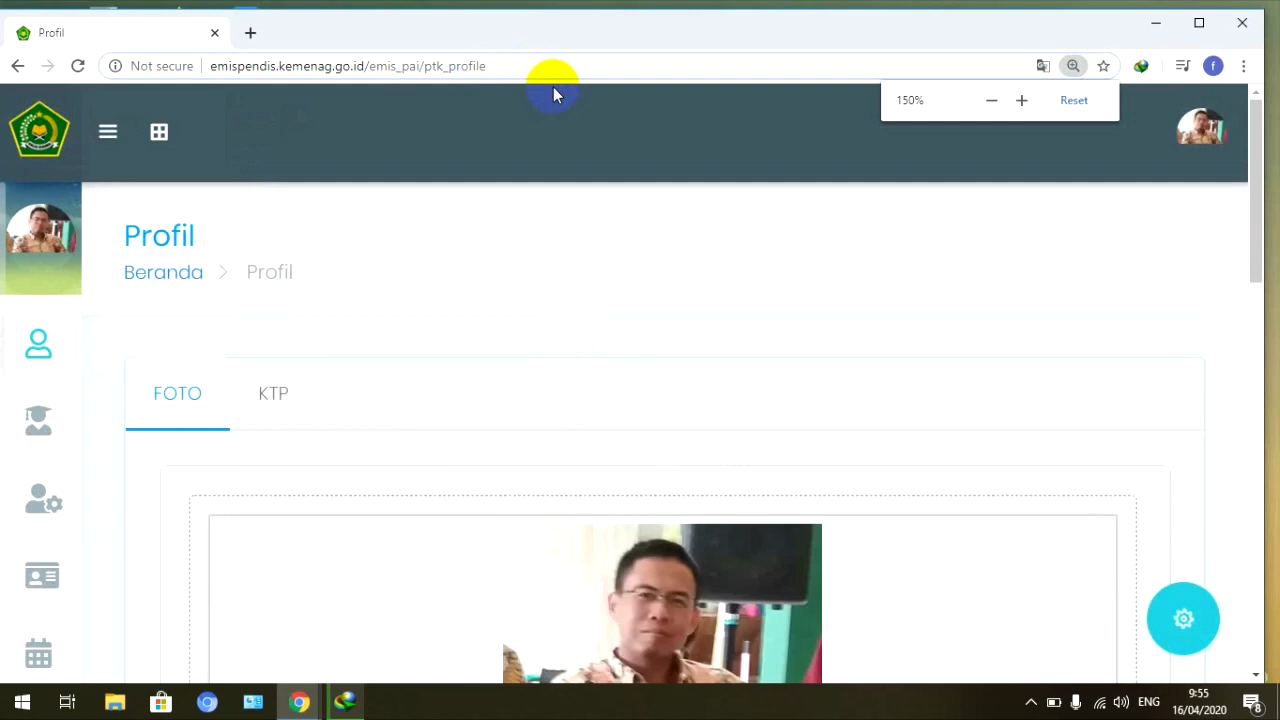 Profil
Not secure
emispendis.kemenag.go.id/emis_pai/ptk_profile
f
150%
Reset
Profil
Beranda
Profil
FOTO
KTP
ENG
9:55
16/04/2020
8